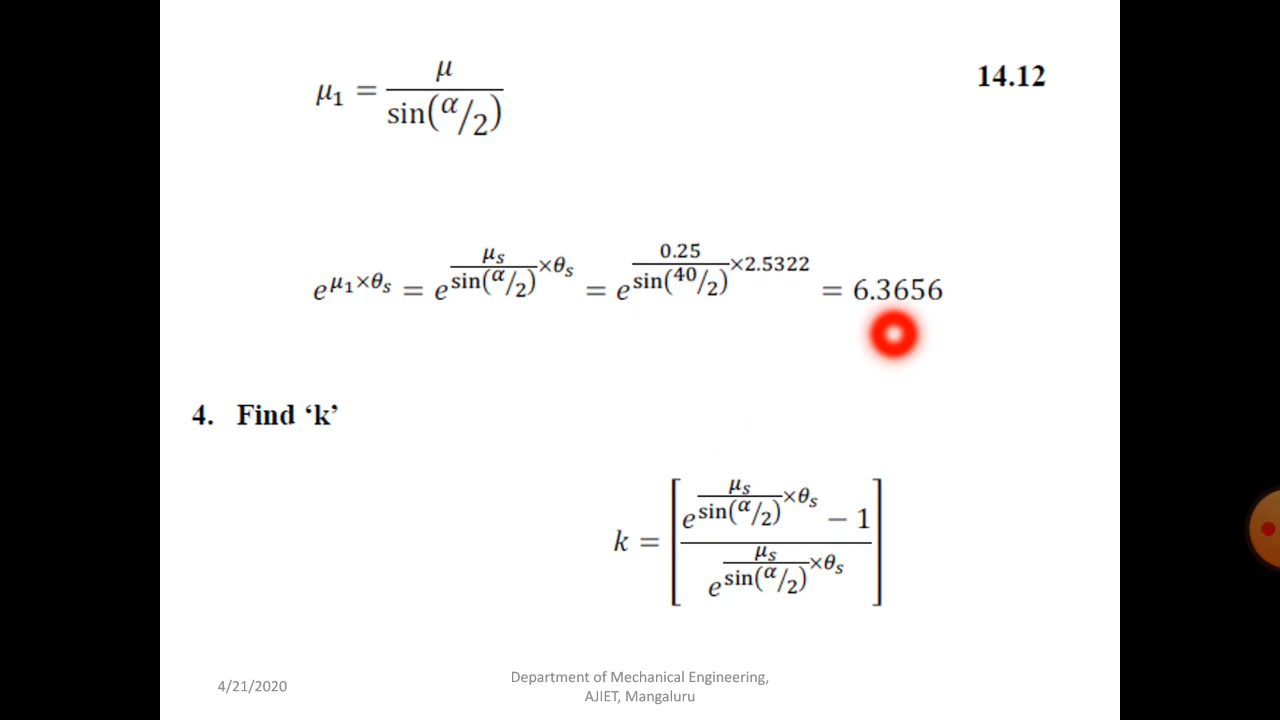 μ₁ = μ / sin(α/2) 14.12
e^(μ₁×θₛ) = e^((μₛ / sin(α/2))×θₛ) = e^((0.25 / sin(40/2))×2.5322) = 6.3656
4. Find ‘k’
k = [(e^((μₛ / sin(α/2))×θₛ) − 1) / e^((μₛ / sin(α/2))×θₛ)]
4/21/2020
Department of Mechanical Engineering,
AJIET, Mangaluru